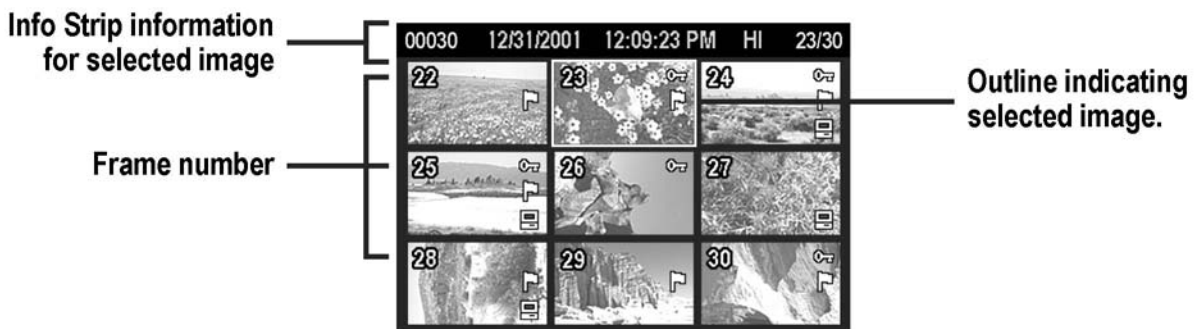 Info Strip information
for selected image
00030 12/31/2001 12:09:23 PM HI 23/30
22 23 24
Outline indicating
selected image.
Frame number
25 26 27
28 29 30